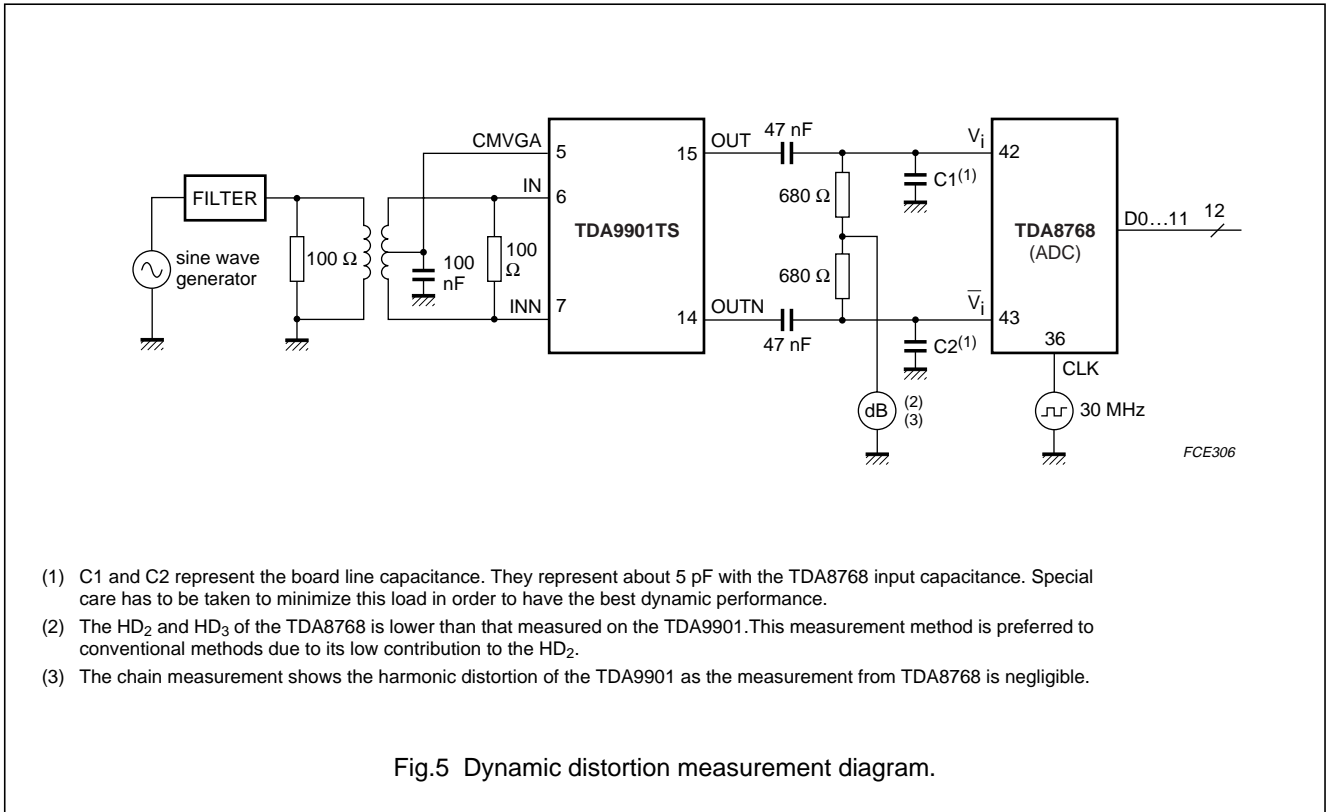 CMVGA
5
IN
6
INN
7
FILTER
sine wave
generator
100 Ω
100
nF
100
Ω
TDA9901TS
15
OUT
47 nF
14
OUTN
47 nF
680 Ω
680 Ω
C1(1)
C2(1)
dB
(2)
(3)
Vi
42
TDA8768
(ADC)
D0...11
12
V̅i
43
36
CLK
30 MHz
FCE306
(1) C1 and C2 represent the board line capacitance. They represent about 5 pF with the TDA8768 input capacitance. Special
care has to be taken to minimize this load in order to have the best dynamic performance.
(2) The HD2 and HD3 of the TDA8768 is lower than that measured on the TDA9901.This measurement method is preferred to
conventional methods due to its low contribution to the HD2.
(3) The chain measurement shows the harmonic distortion of the TDA9901 as the measurement from TDA8768 is negligible.
Fig.5 Dynamic distortion measurement diagram.